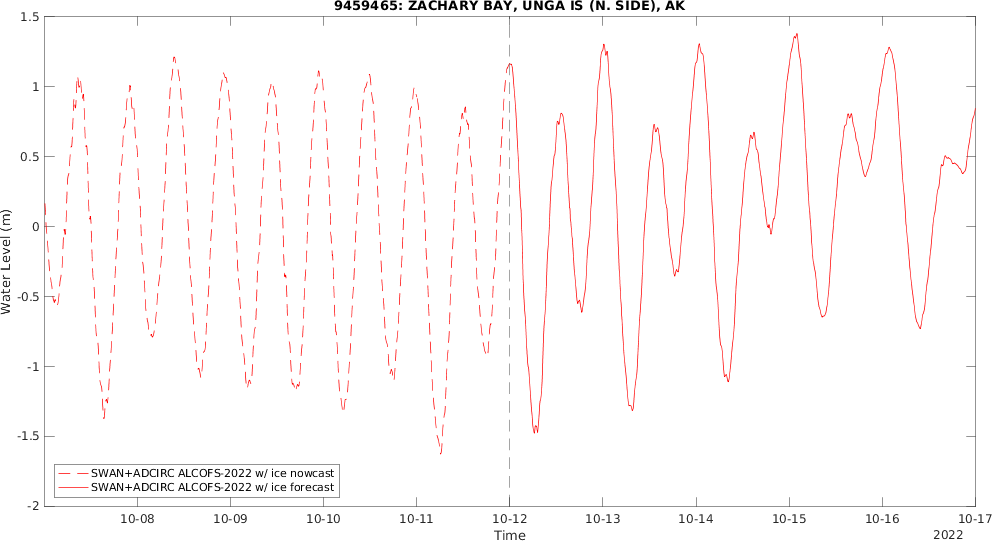 9459465: ZACHARY BAY, UNGA IS (N. SIDE), AK
1.5
1
0.5
0
-0.5
-1
-1.5
-2
Water Level (m)
SWAN+ADCIRC ALCOFS-2022 w/ ice nowcast
SWAN+ADCIRC ALCOFS-2022 w/ ice forecast
10-08 10-09 10-10 10-11 10-12 10-13 10-14 10-15 10-16 10-17
Time
2022